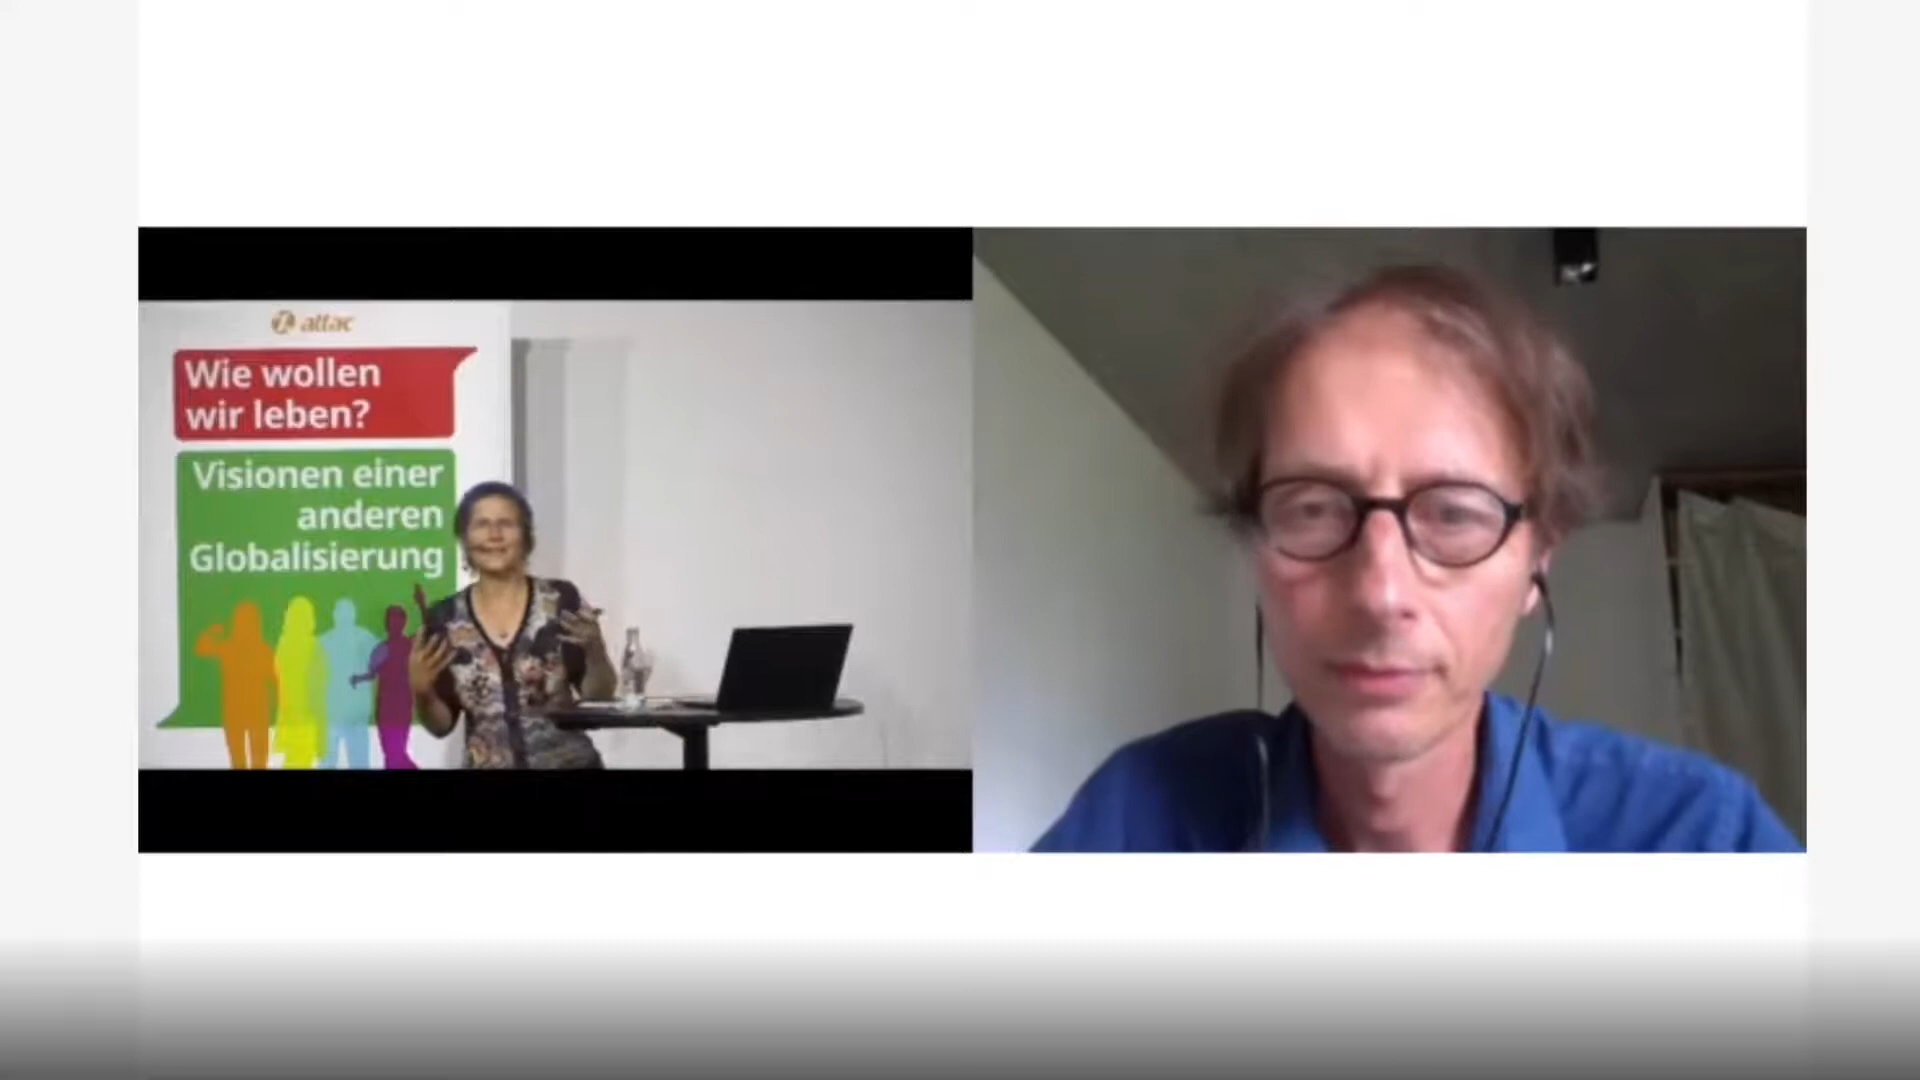 attac
Wie wollen
wir leben?
Visionen einer
anderen
Globalisierung